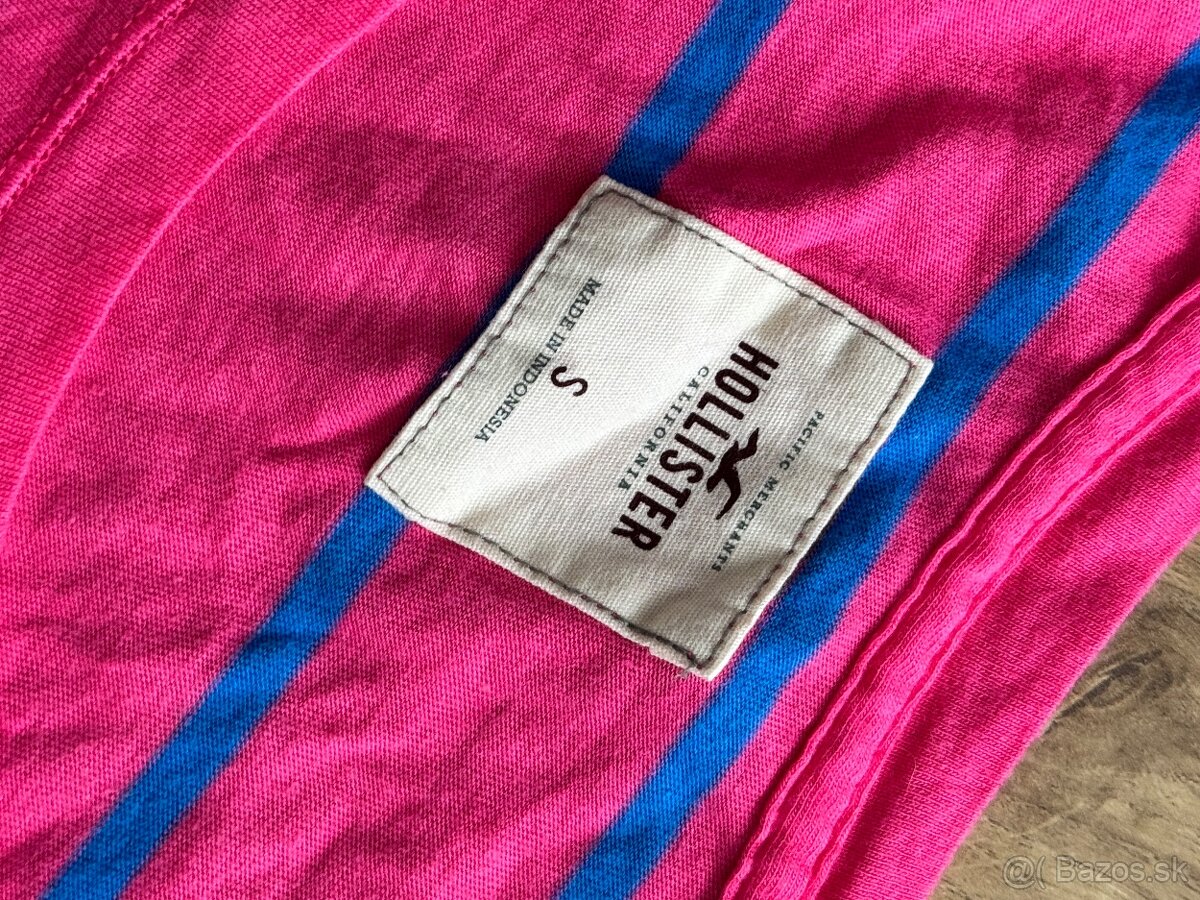 PACIFIC MERCHANTS
HOLLISTER
CALIFORNIA
S
MADE IN INDONESIA
@( Bazos.sk